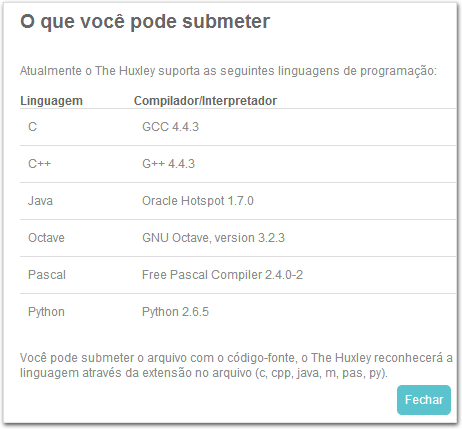 O que você pode submeter
Atualmente o The Huxley suporta as seguintes linguagens de programação:
Linguagem Compilador/Interpretador
C GCC 4.4.3
C++ G++ 4.4.3
Java Oracle Hotspot 1.7.0
Octave GNU Octave, version 3.2.3
Pascal Free Pascal Compiler 2.4.0-2
Python Python 2.6.5
Você pode submeter o arquivo com o código-fonte, o The Huxley reconhecerá a
linguagem através da extensão no arquivo (c, cpp, java, m, pas, py).
Fechar